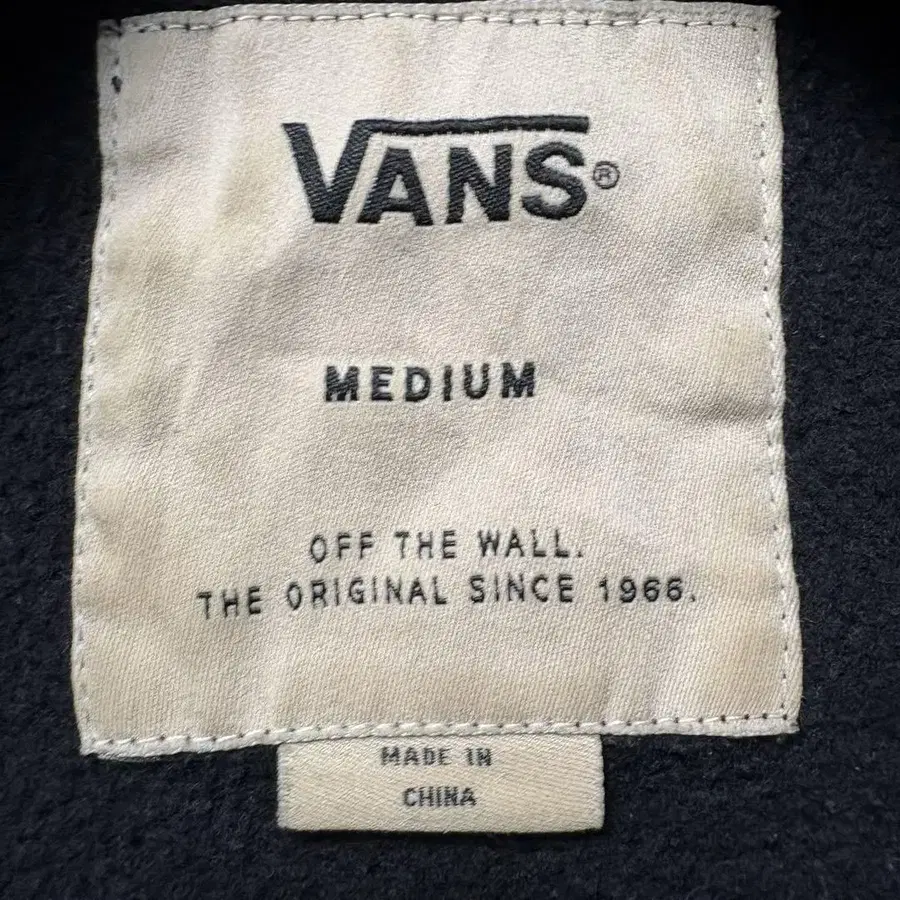 VANS®
MEDIUM
OFF THE WALL.
THE ORIGINAL SINCE 1966.
MADE IN
CHINA